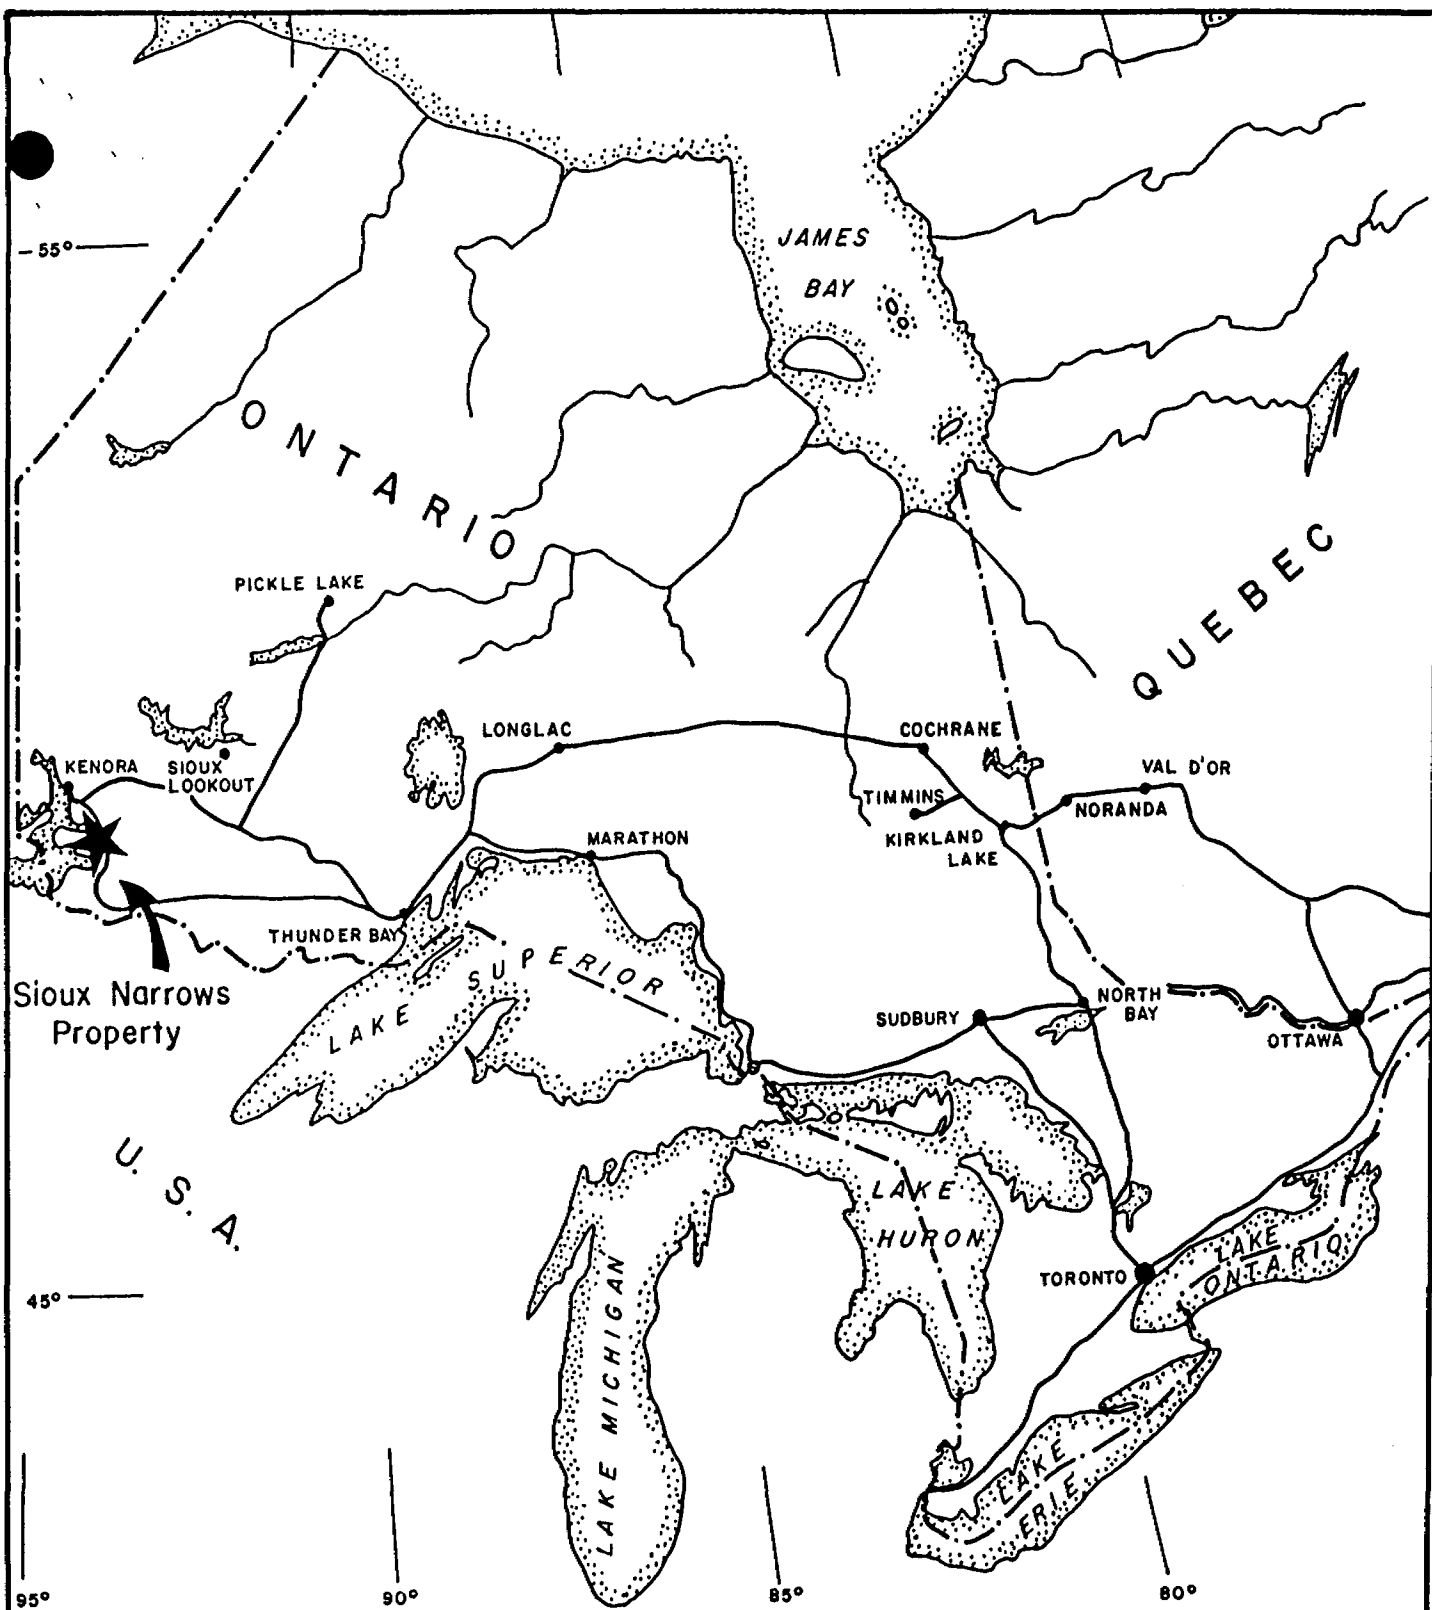 55°
JAMES
BAY
ONTARIO
QUEBEC
PICKLE LAKE
LONGLAC
COCHRANE
KENORA
SIOUX
LOOKOUT
VAL D'OR
TIMMINS
NORANDA
KIRKLAND
LAKE
MARATHON
THUNDER BAY
LAKE SUPERIOR
Sioux Narrows
Property
SUDBURY
NORTH
BAY
OTTAWA
U. S. A.
LAKE
HURON
LAKE MICHIGAN
TORONTO
LAKE
ONTARIO
45°
LAKE
ERIE
95°
90°
85°
80°